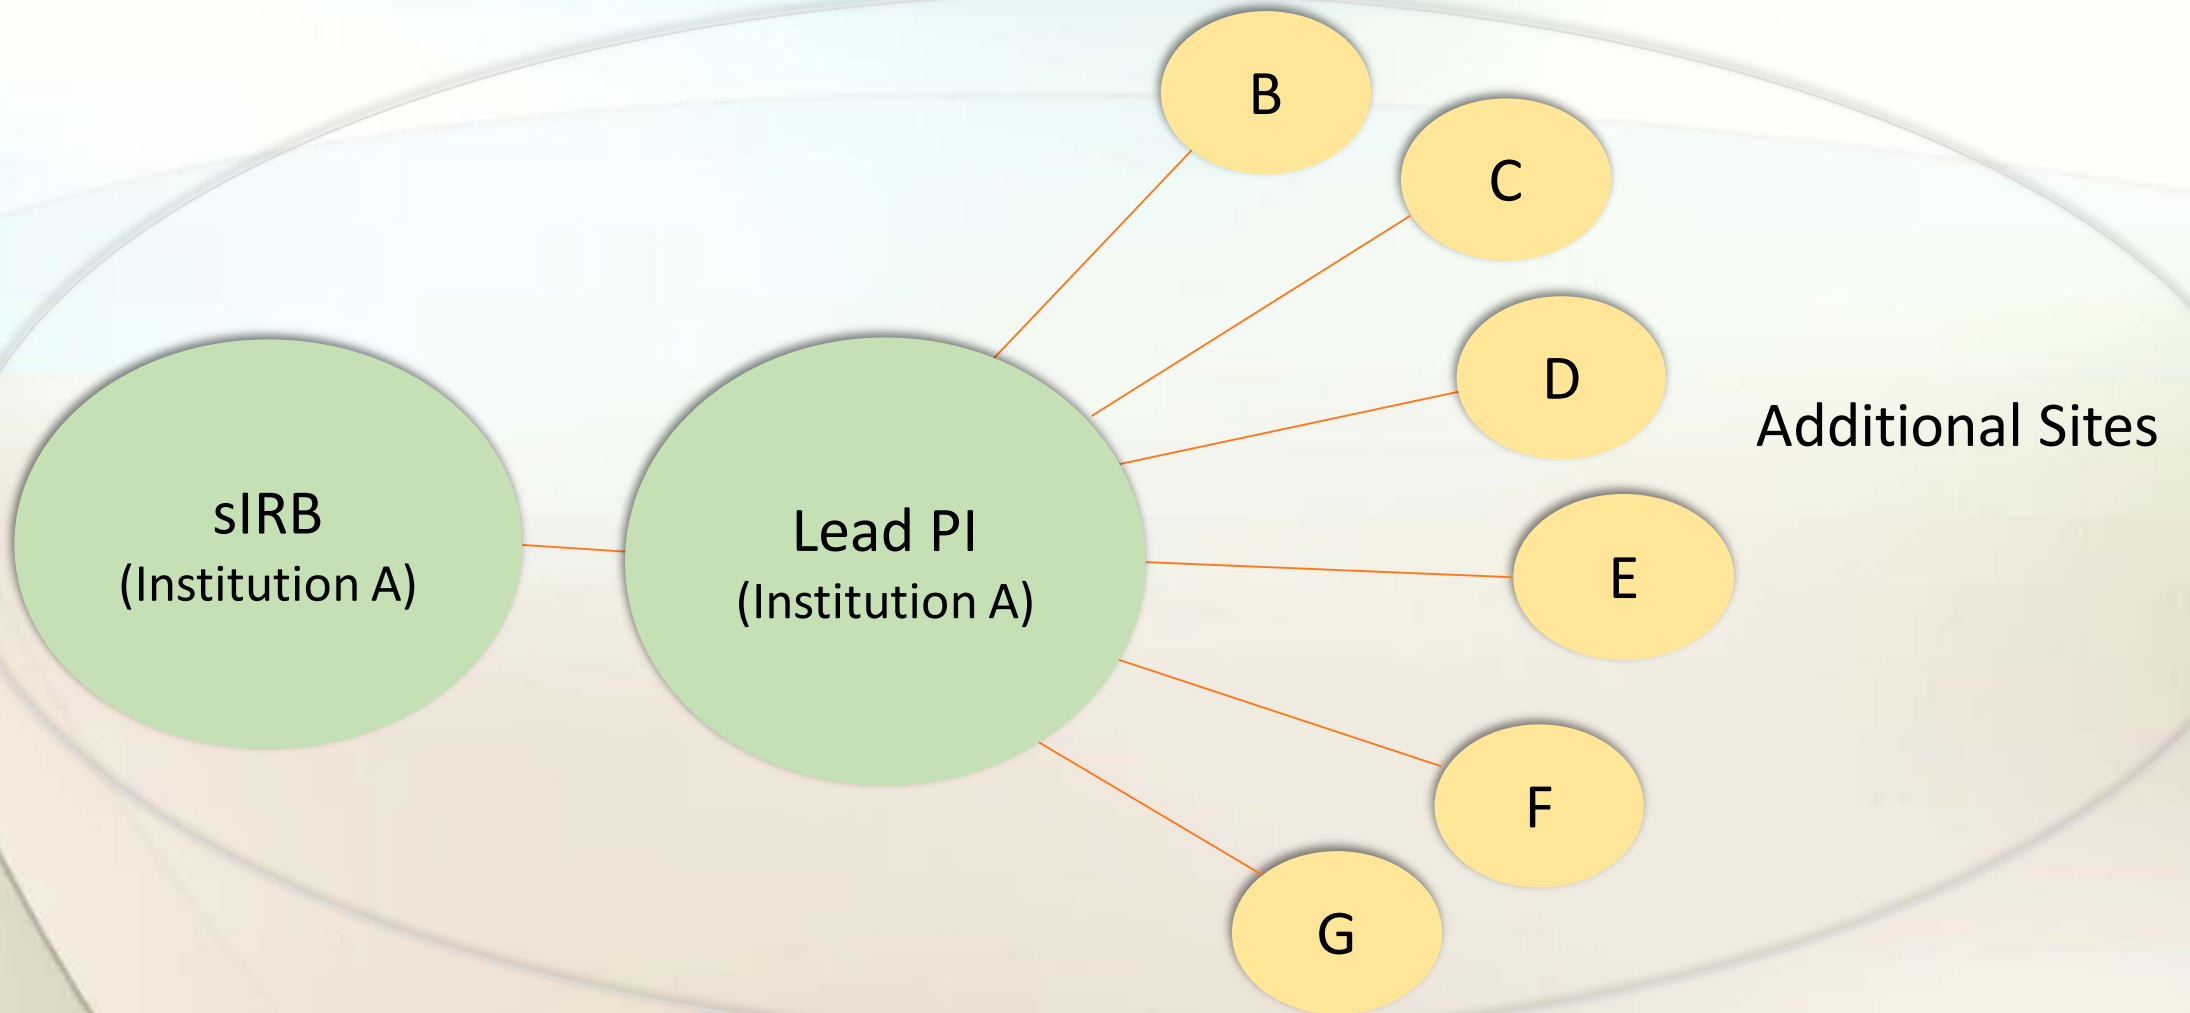 sIRB
(Institution A)
Lead PI
(Institution A)
B
C
D
E
F
G
Additional Sites